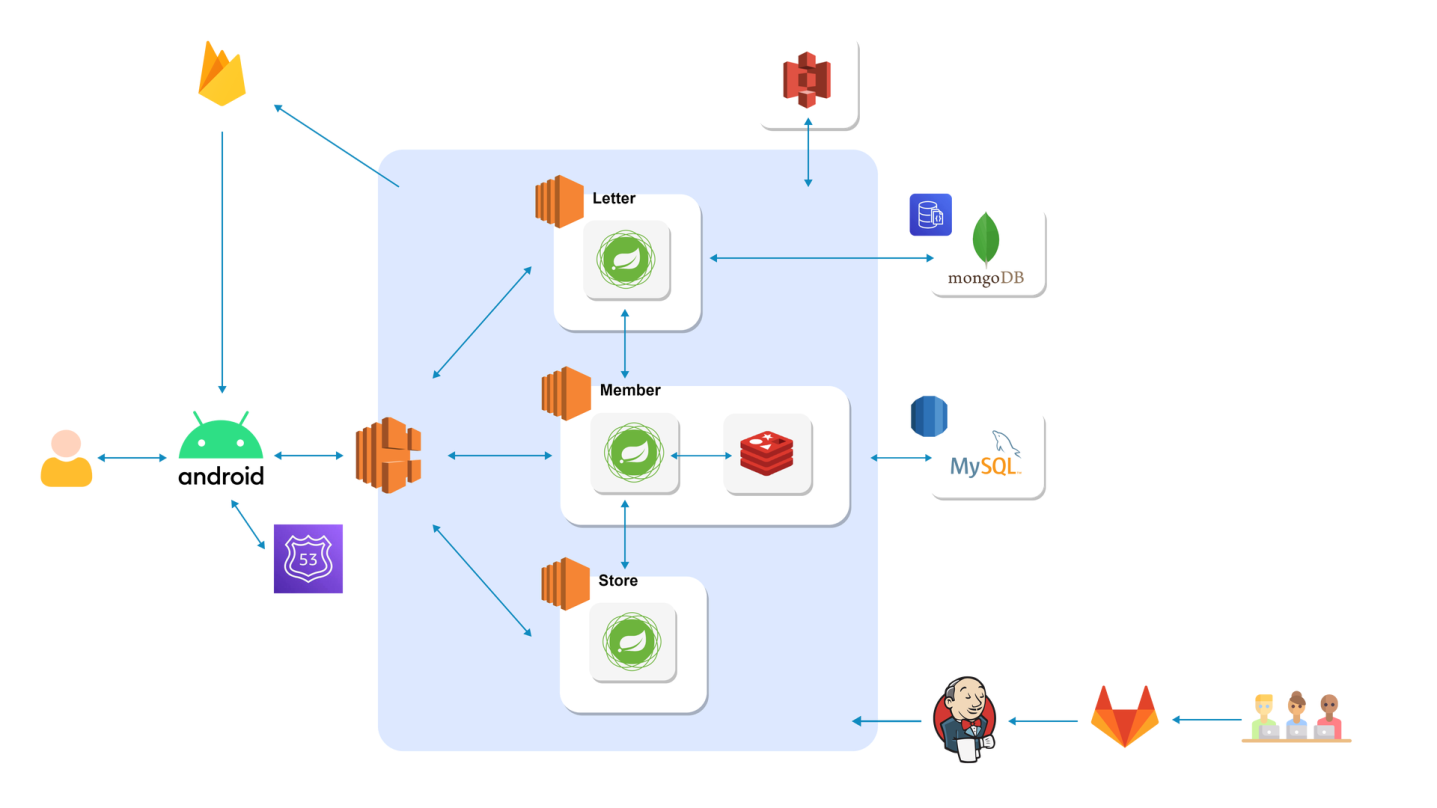 Letter
mongoDB
Member
android
MySQL
53
Store